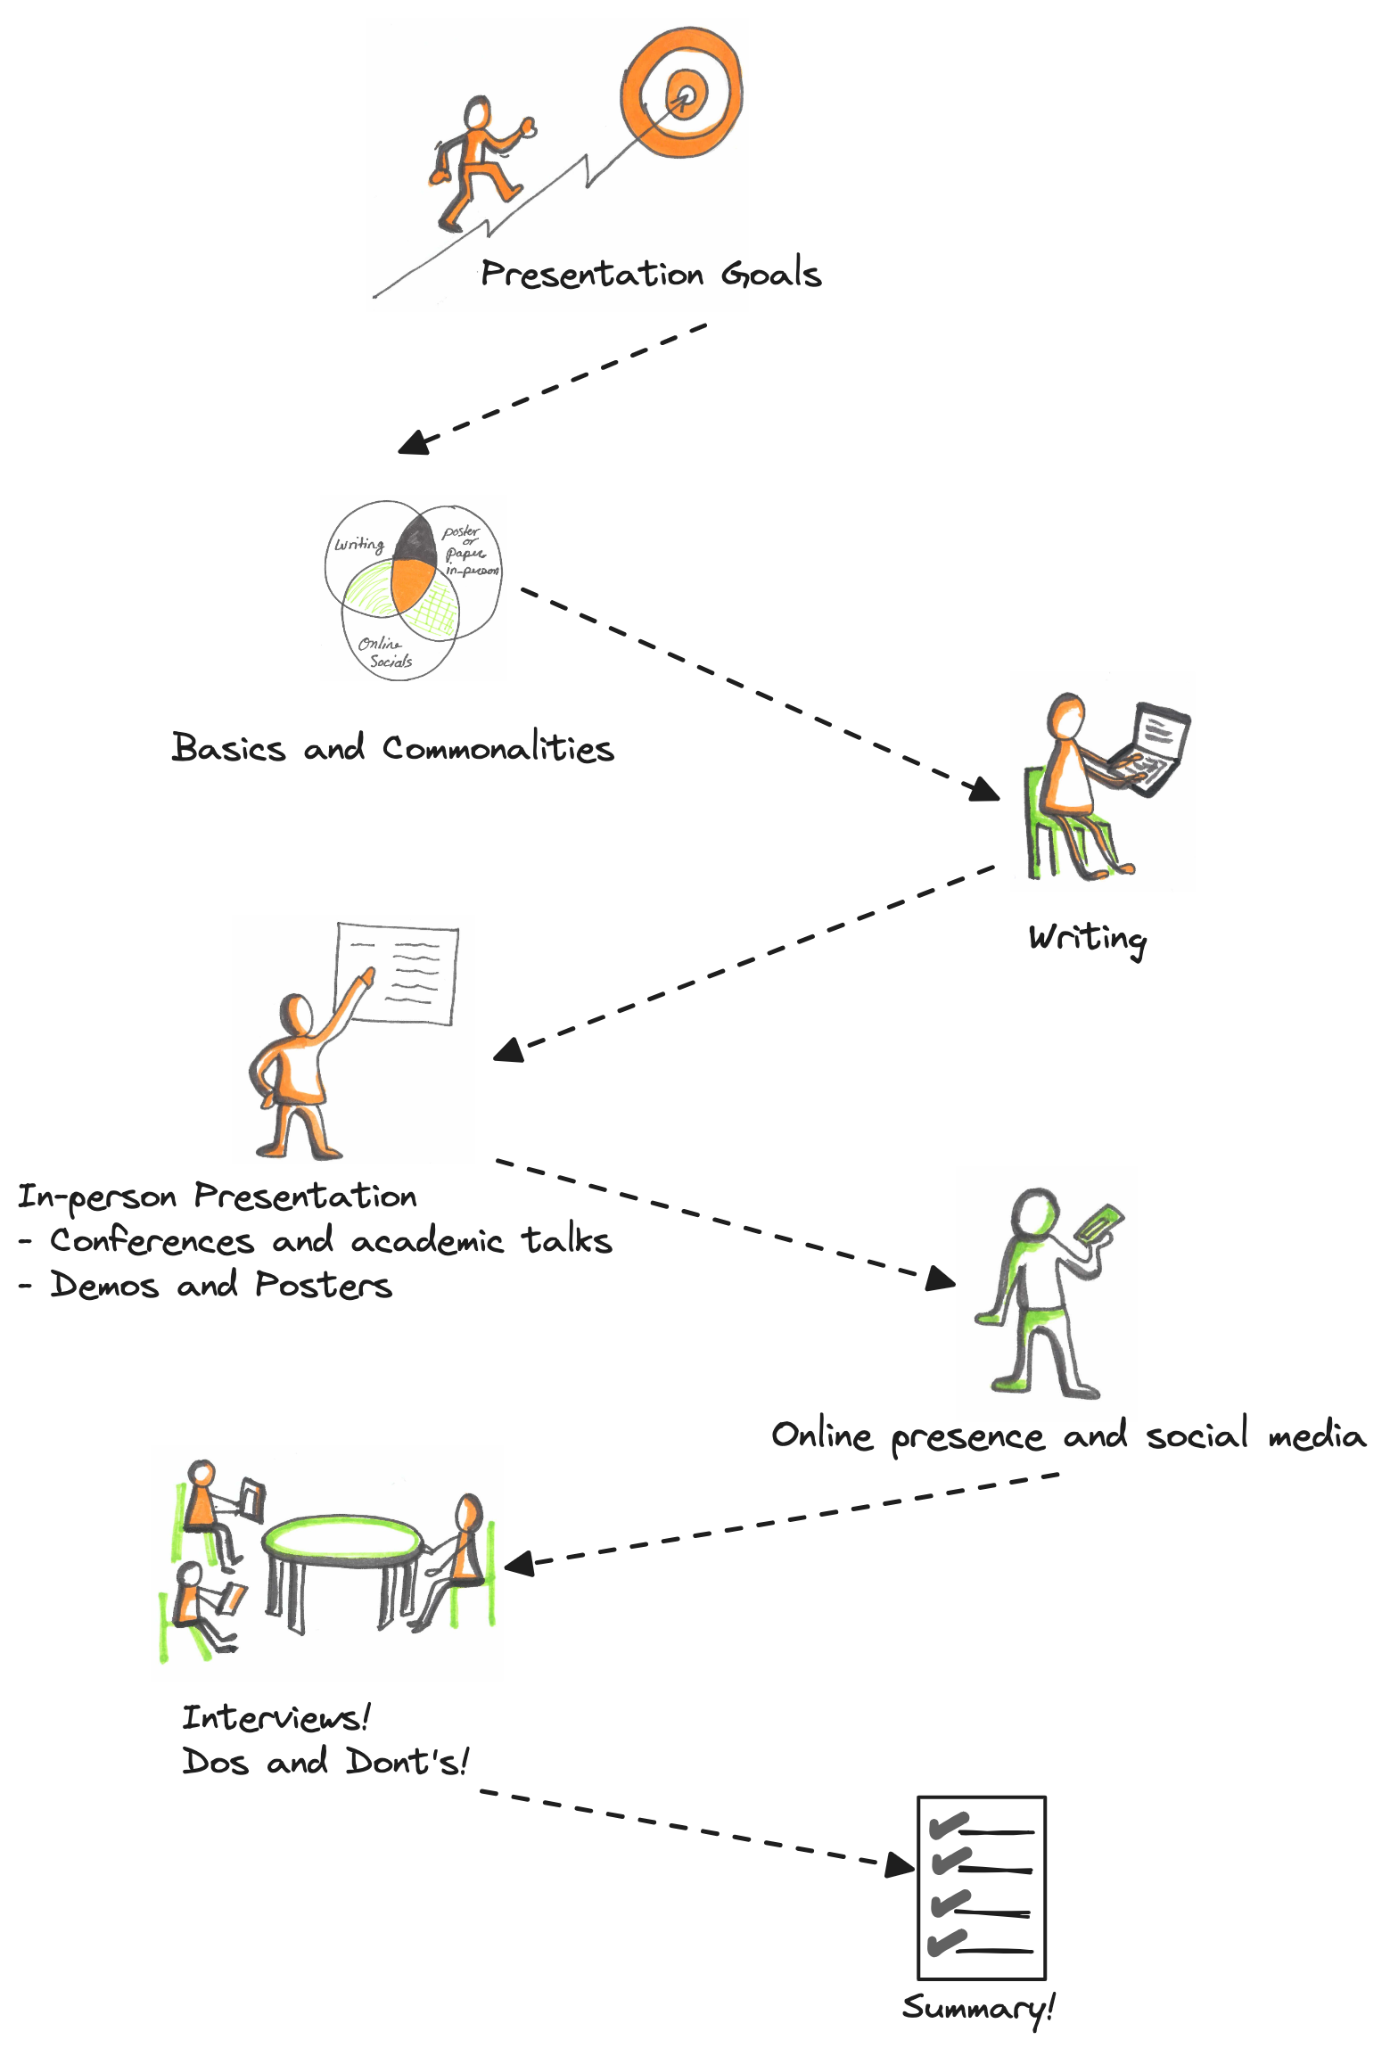 Presentation Goals
Writing
poster
or
paper
in-person
Online
Socials
Basics and Commonalities
Writing
In-person Presentation
- Conferences and academic talks
- Demos and Posters
Online presence and social media
Interviews!
Dos and Dont's!
Summary!